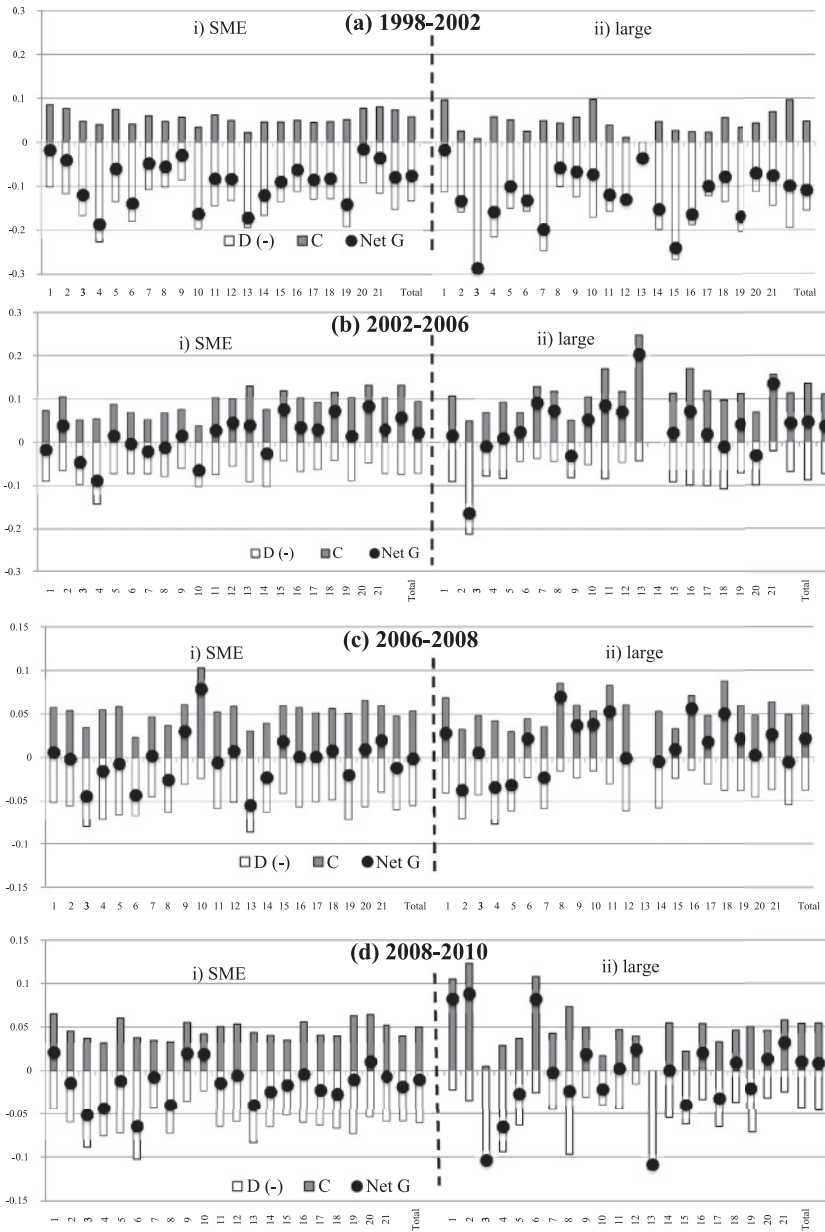 (a) 1998-2002
i) SME
ii) large
0.3
0.2
0.1
0
-0.1
-0.2
-0.3
D (-) C Net G
1 2 3 4 5 6 7 8 9 10 11 12 13 14 15 16 17 18 19 20 21 Total
1 2 3 4 5 6 7 8 9 10 11 12 13 14 15 16 17 18 19 20 21 Total
(b) 2002-2006
i) SME
ii) large
0.3
0.2
0.1
0
-0.1
-0.2
-0.3
D (-) C Net G
1 2 3 4 5 6 7 8 9 10 11 12 13 14 15 16 17 18 19 20 21 Total
1 2 3 4 5 6 7 8 9 10 11 12 13 14 15 16 17 18 19 20 21 Total
(c) 2006-2008
i) SME
ii) large
0.15
0.1
0.05
0
-0.05
-0.1
-0.15
D (-) C Net G
1 2 3 4 5 6 7 8 9 10 11 12 13 14 15 16 17 18 19 20 21 Total
1 2 3 4 5 6 7 8 9 10 11 12 13 14 15 16 17 18 19 20 21 Total
(d) 2008-2010
i) SME
ii) large
0.15
0.1
0.05
0
-0.05
-0.1
-0.15
D (-) C Net G
1 2 3 4 5 6 7 8 9 10 11 12 13 14 15 16 17 18 19 20 21 Total
1 2 3 4 5 6 7 8 9 10 11 12 13 14 15 16 17 18 19 20 21 Total